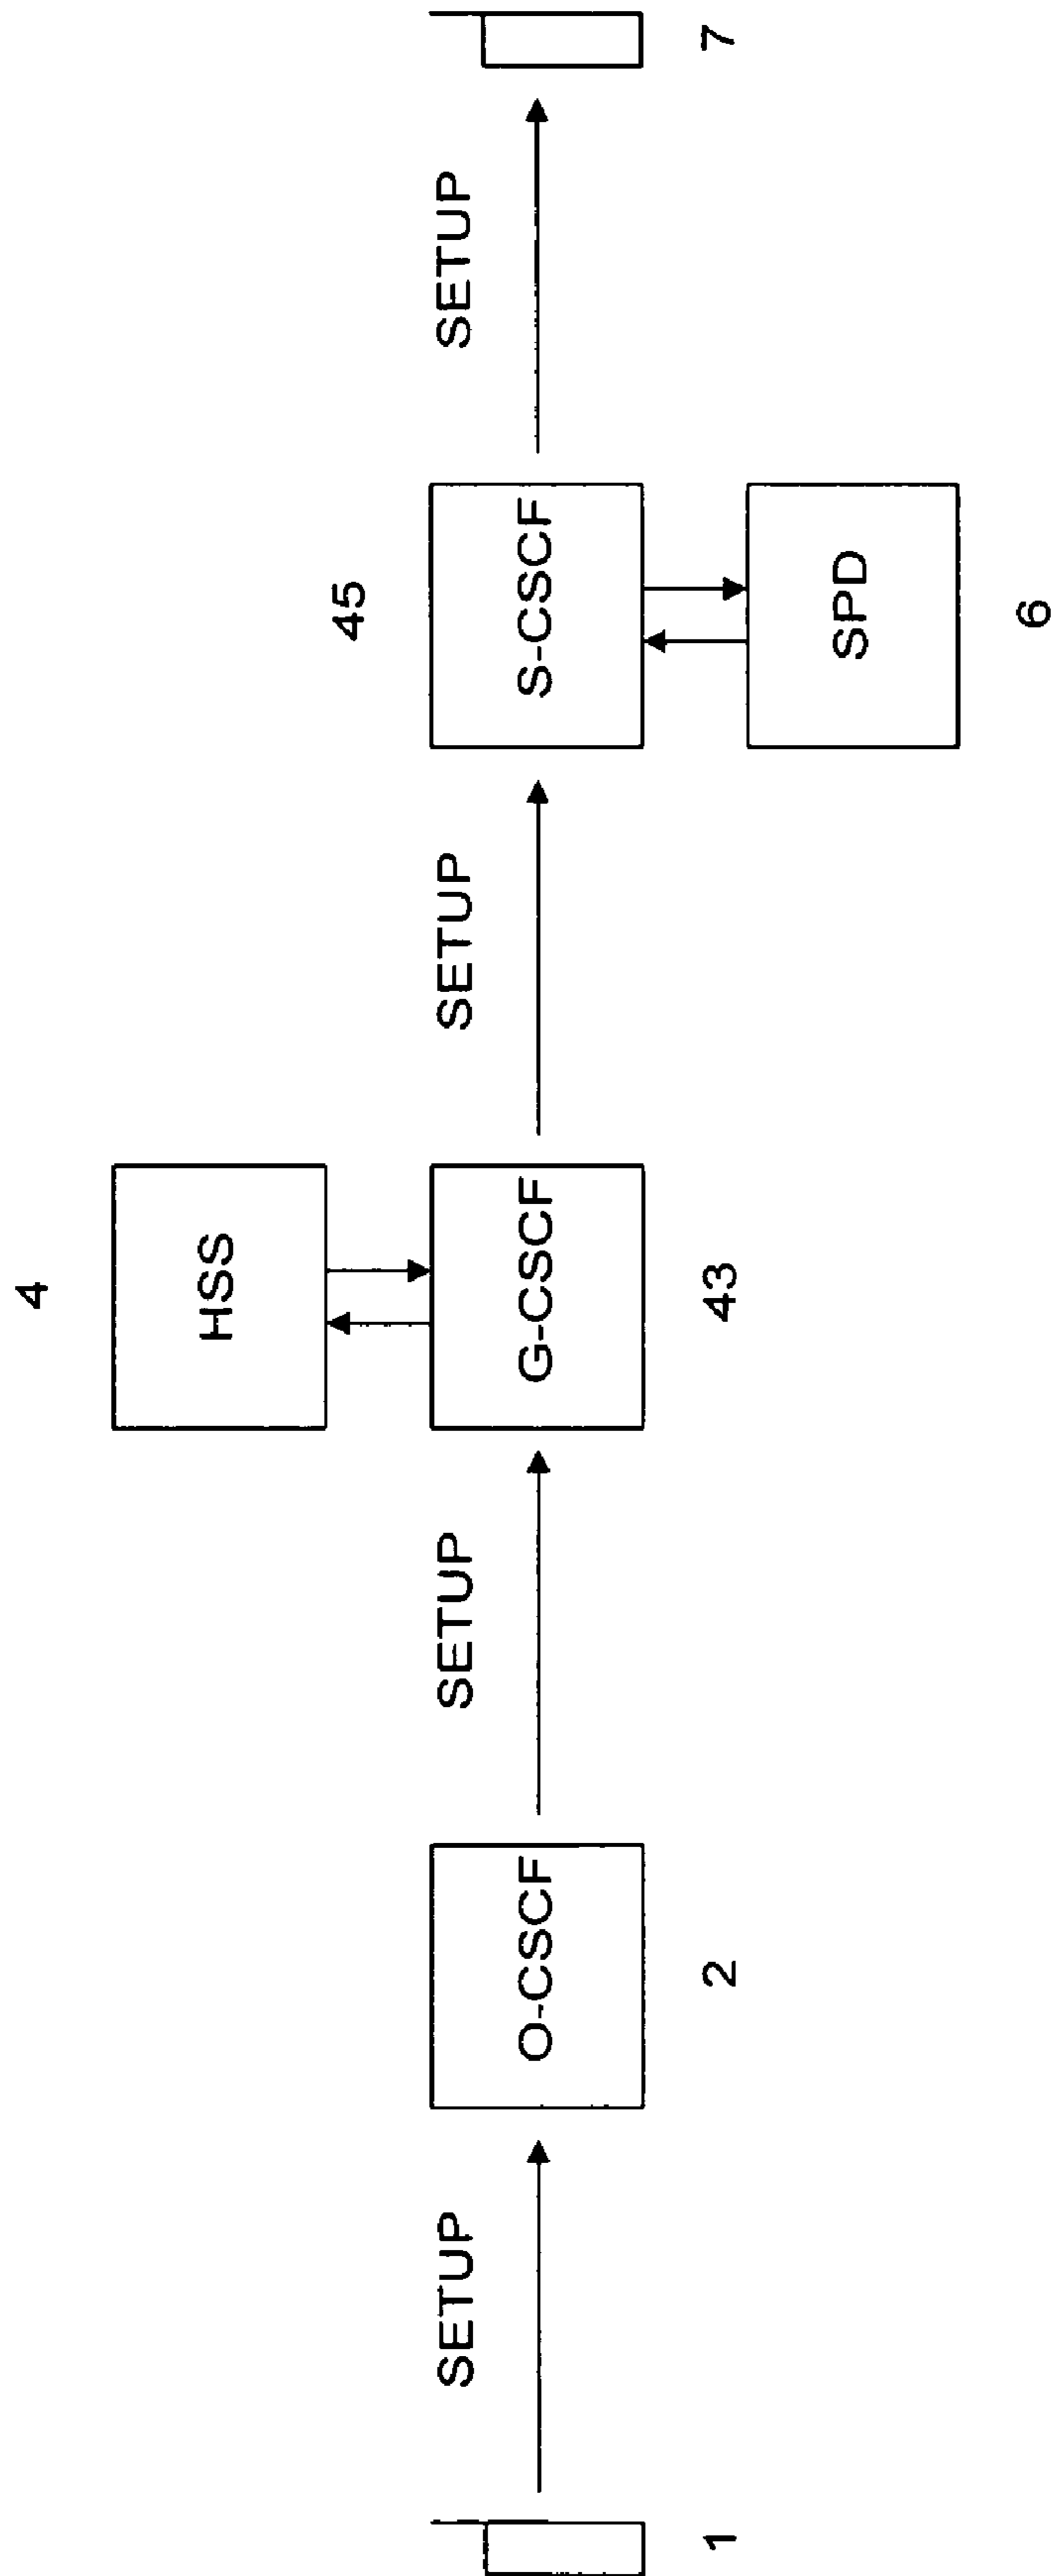 4
HSS
45
SETUP SETUP SETUP SETUP
O-CSCF G-CSCF S-CSCF
1 2 43 7
SPD
6